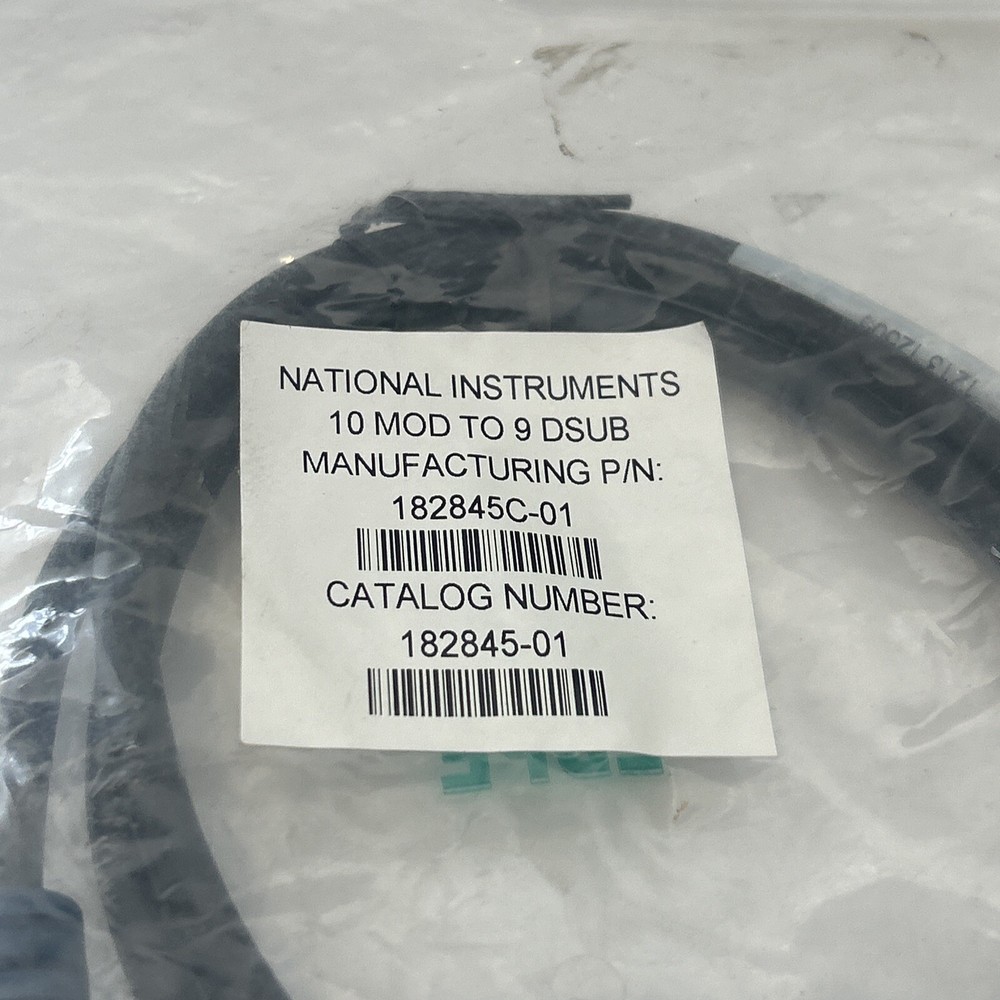 NATIONAL INSTRUMENTS
10 MOD TO 9 DSUB
MANUFACTURING P/N:
182845C-01
CATALOG NUMBER:
182845-01